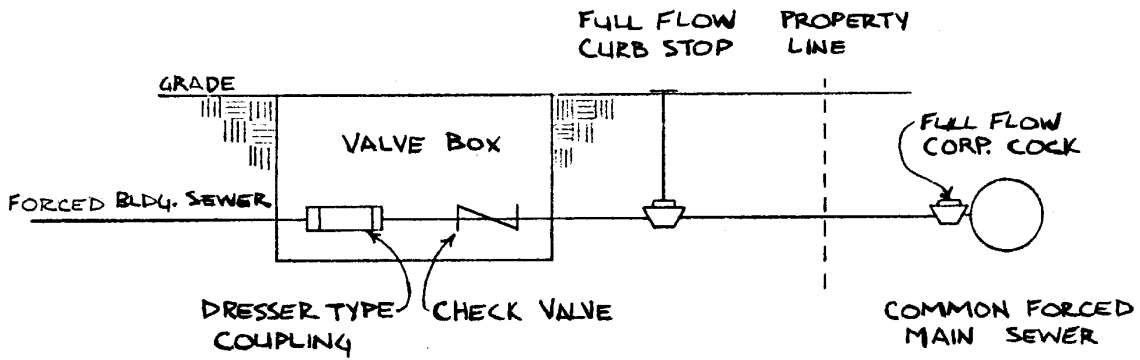 FULL FLOW
CURB STOP
PROPERTY
LINE
GRADE
VALVE BOX
FULL FLOW
CORP. COCK
FORCED BLDG. SEWER
DRESSER TYPE
COUPLING
CHECK VALVE
COMMON FORCED
MAIN SEWER